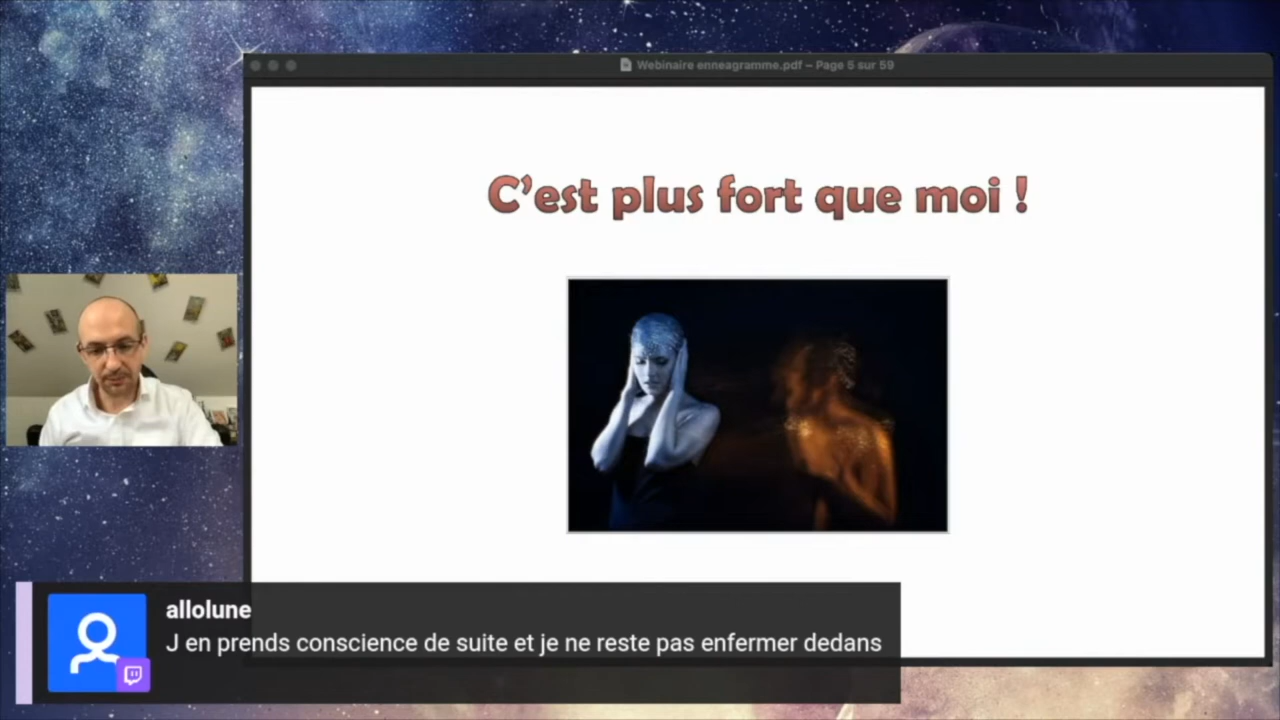 Webinaire enneagramme.pdf – Page 5 sur 59
C'est plus fort que moi !
allolune
J en prends conscience de suite et je ne reste pas enfermer dedans